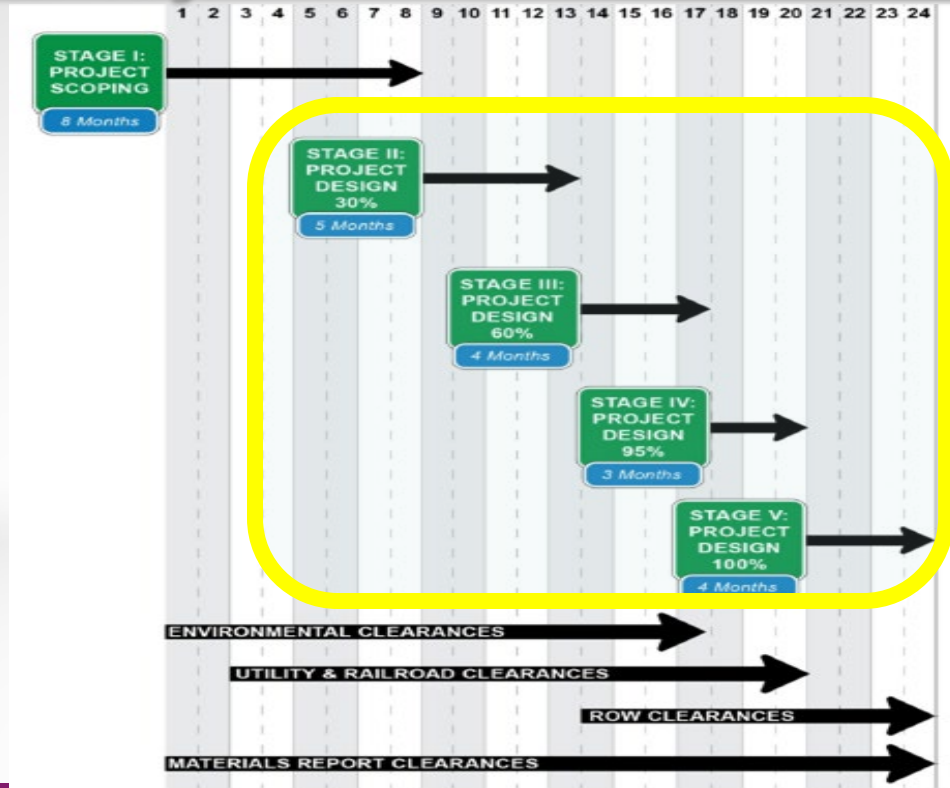 1 2 3 4 5 6 7 8 9 10 11 12 13 14 15 16 17 18 19 20 21 22 23 24
STAGE I:
PROJECT
SCOPING
8 Months
STAGE II:
PROJECT
DESIGN
30%
5 Months
STAGE III:
PROJECT
DESIGN
60%
4 Months
STAGE IV:
PROJECT
DESIGN
95%
3 Months
STAGE V:
PROJECT
DESIGN
100%
4 Months
ENVIRONMENTAL CLEARANCES
UTILITY & RAILROAD CLEARANCES
ROW CLEARANCES
MATERIALS REPORT CLEARANCES